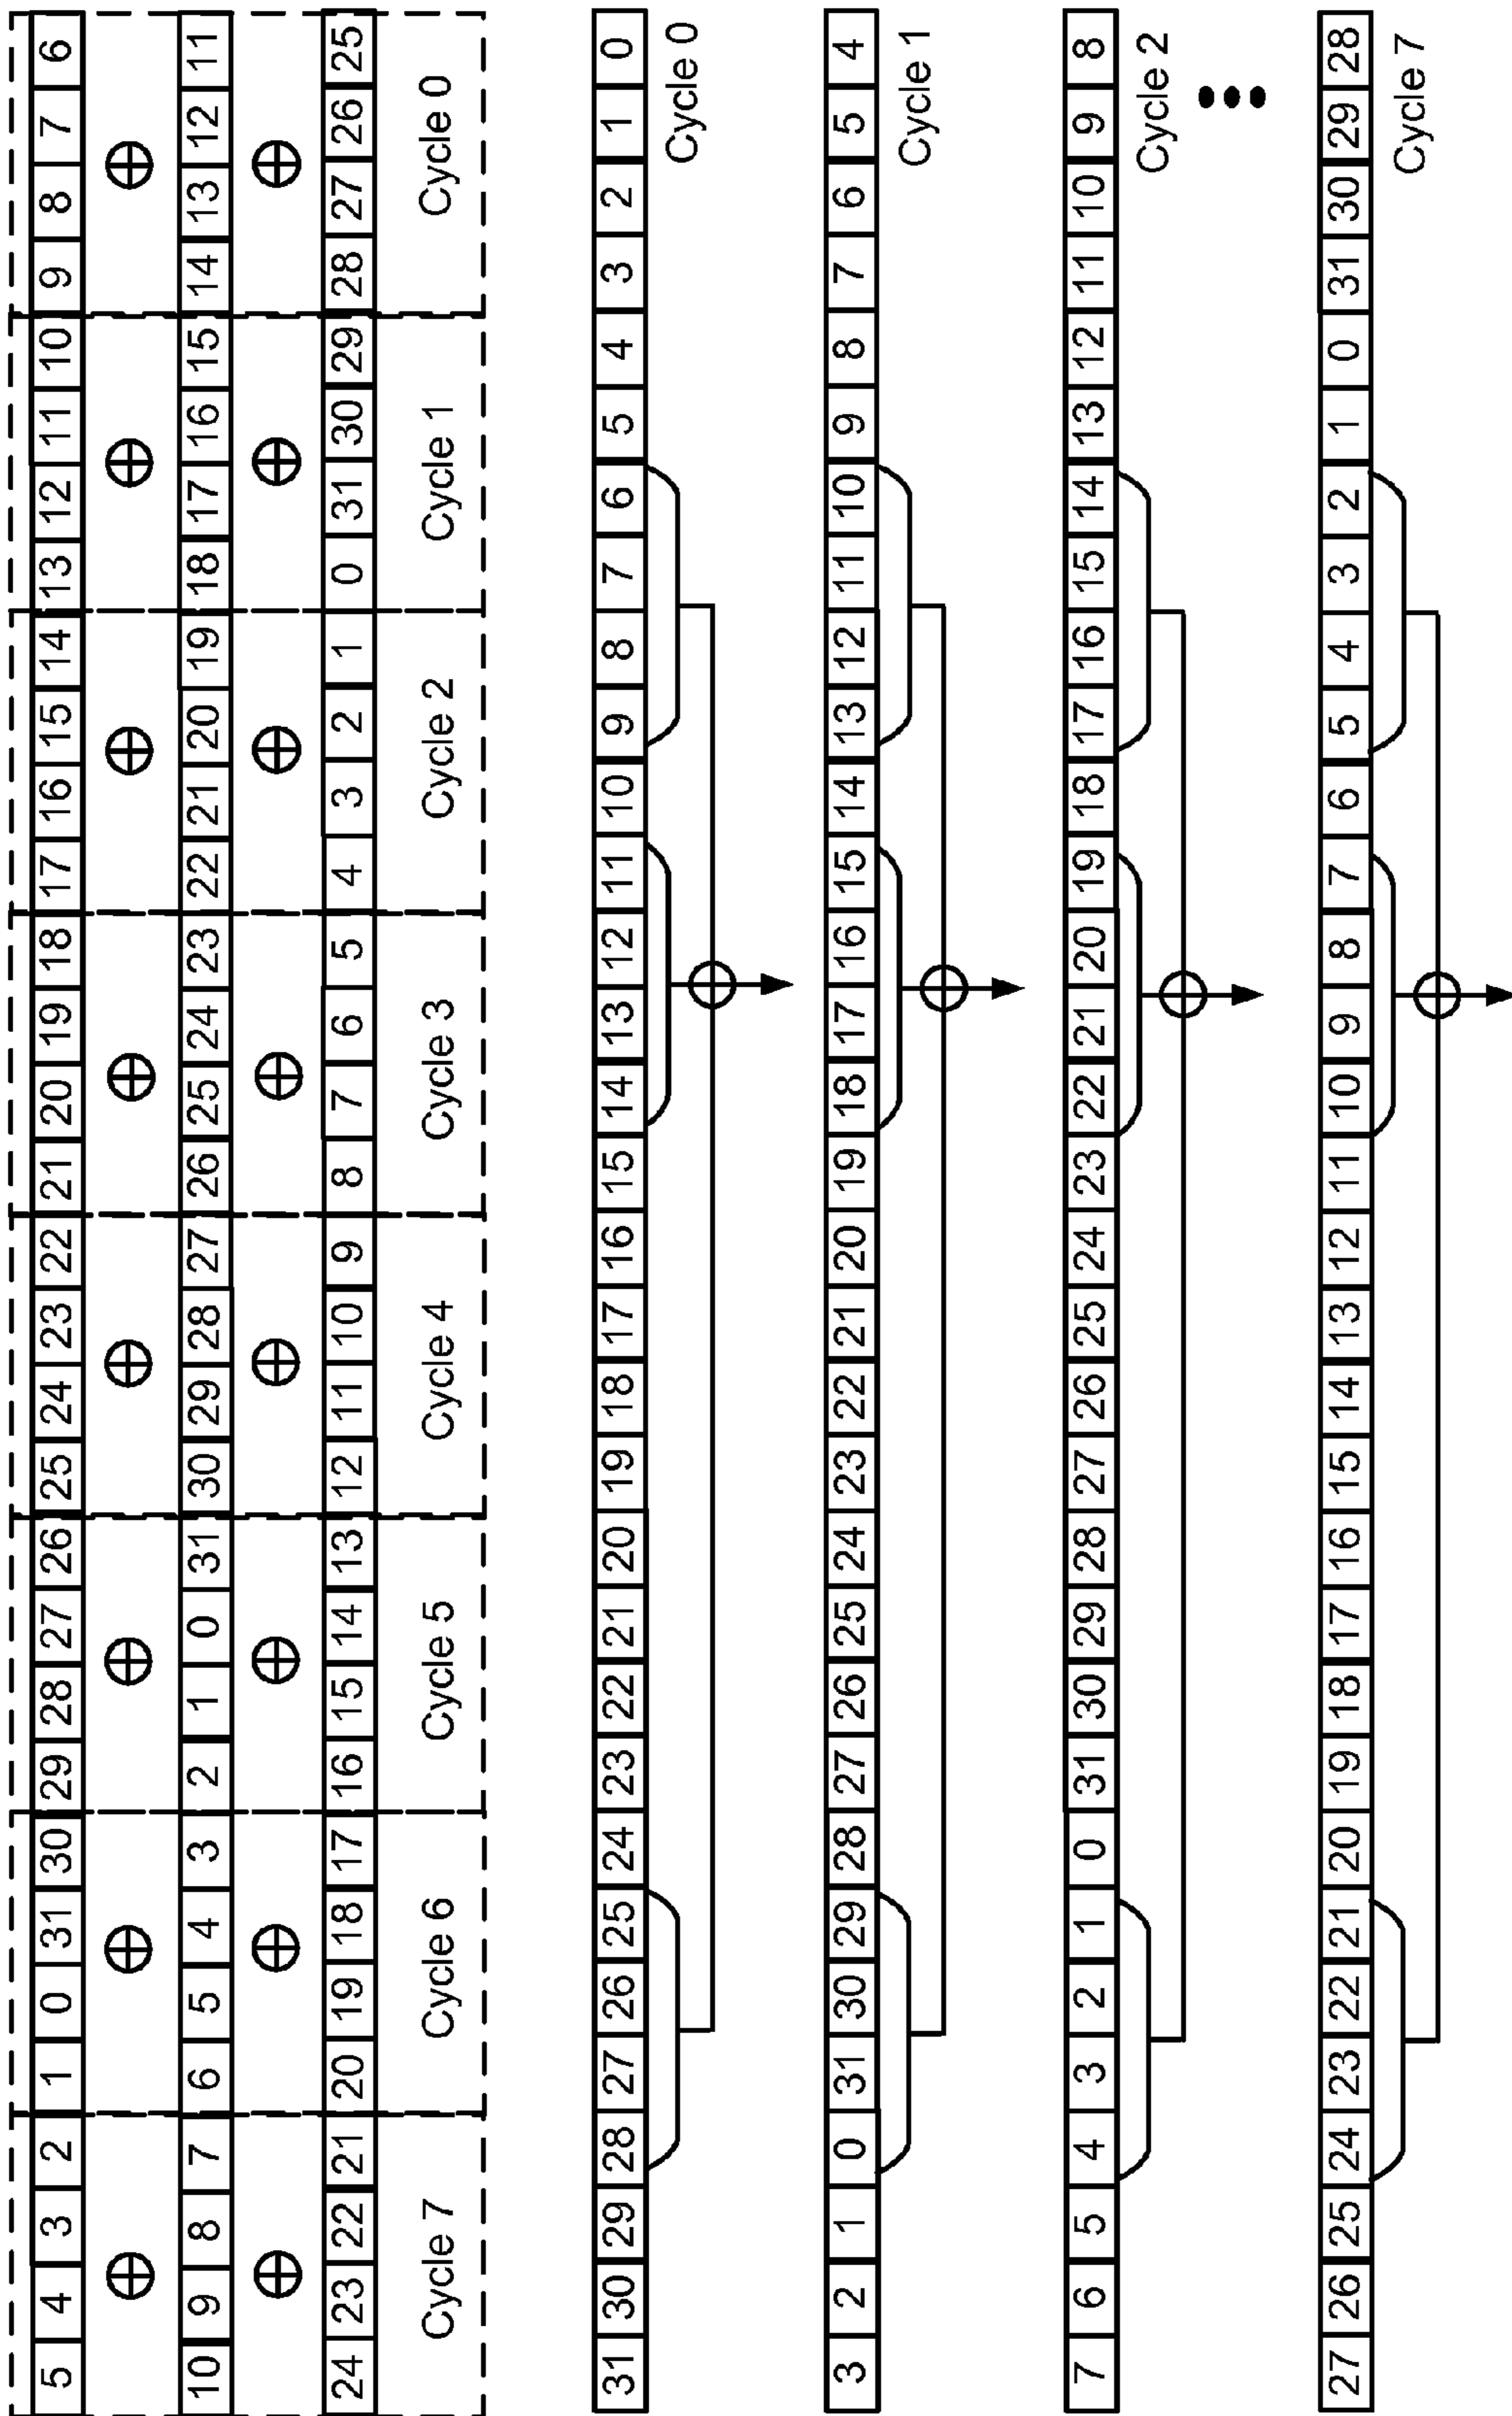 5 4 3 2 1 0 31 30 29 28 27 26 25 24 23 22 21 20 19 18 17 16 15 14 13 12 11 10 9 8 7 6
10 9 8 7 6 5 4 3 2 1 0 31 30 29 28 27 26 25 24 23 22 21 20 19 18 17 16 15 14 13 12 11
24 23 22 21 20 19 18 17 16 15 14 13 12 11 10 9 8 7 6 5 4 3 2 1 0 31 30 29 28 27 26 25
Cycle 7 Cycle 6 Cycle 5 Cycle 4 Cycle 3 Cycle 2 Cycle 1 Cycle 0
31 30 29 28 27 26 25 24 23 22 21 20 19 18 17 16 15 14 13 12 11 10 9 8 7 6 5 4 3 2 1 0
Cycle 0
3 2 1 0 31 30 29 28 27 26 25 24 23 22 21 20 19 18 17 16 15 14 13 12 11 10 9 8 7 6 5 4
Cycle 1
7 6 5 4 3 2 1 0 31 30 29 28 27 26 25 24 23 22 21 20 19 18 17 16 15 14 13 12 11 10 9 8
Cycle 2
27 26 25 24 23 22 21 20 19 18 17 16 15 14 13 12 11 10 9 8 7 6 5 4 3 2 1 0 31 30 29 28
Cycle 7